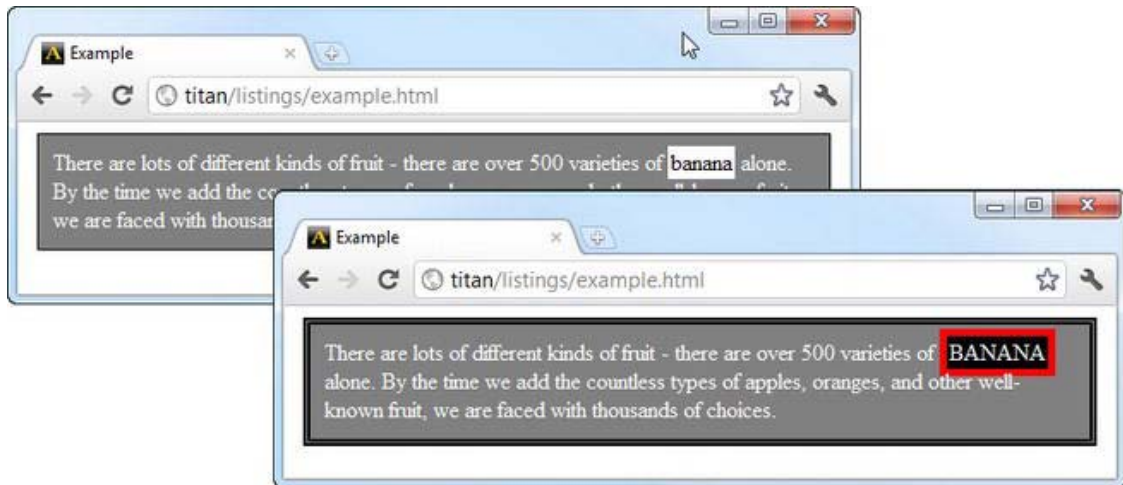 Example
titan/listings/example.html
There are lots of different kinds of fruit - there are over 500 varieties of banana alone.
By the time we add the
we are faced with
Example
titan/listings/example.html
There are lots of different kinds of fruit - there are over 500 varieties of BANANA
alone. By the time we add the countless types of apples, oranges, and other well-
known fruit, we are faced with thousands of choices.